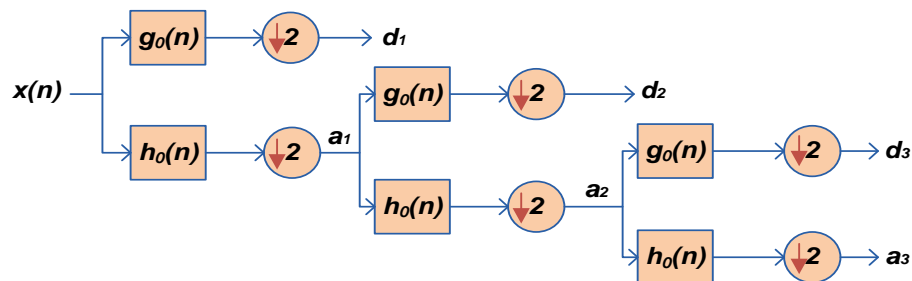 g₀(n) 2 d₁
x(n)
g₀(n) 2 d₂
h₀(n) 2 a₁
g₀(n) 2 d₃
h₀(n) 2 a₂
h₀(n) 2 a₃